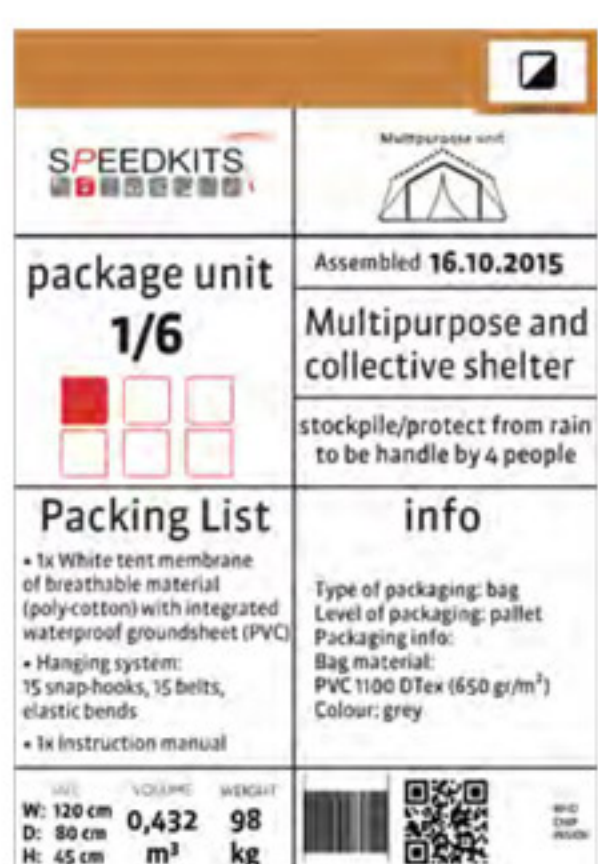 SPEEDKITS
Multipurpose unit
package unit
1/6
Assembled 16.10.2015
Multipurpose and
collective shelter
stockpile/protect from rain
to be handle by 4 people
Packing List
• 1x White tent membrane
of breathable material
(poly-cotton) with integrated
waterproof groundsheet (PVC)
• Hanging system:
15 snap-hooks, 15 belts,
elastic bends
• 1x Instruction manual
info
Type of packaging: bag
Level of packaging: pallet
Packaging info:
Bag material:
PVC 1100 DTex (650 gr/m²)
Colour: grey
VOLUME
WEIGHT
W: 120 cm
D: 80 cm
H: 45 cm
0,432
m³
98
kg
CHIP
INSIDE